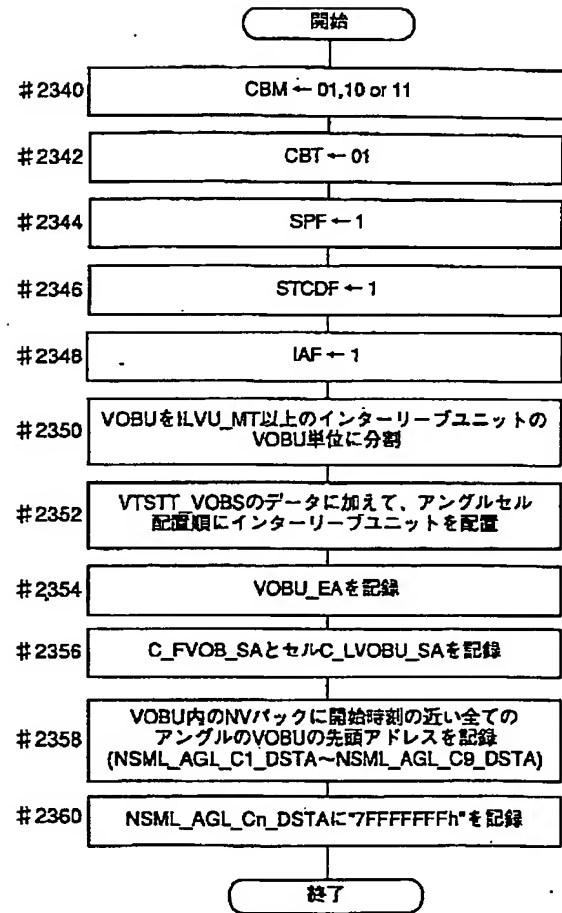 開始
#2340
CBM ← 01,10 or 11
#2342
CBT ← 01
#2344
SPF ← 1
#2346
STCDF ← 1
#2348
IAF ← 1
#2350
VOBUをILVU_MT以上のインターリーブユニットの
VOBU単位に分割
#2352
VTSTT_VOBSのデータに加えて、アングルセル
配置順にインターリーブユニットを配置
#2354
VOBU_EAを記録
#2356
C_FVOB_SAとセルC_LVOBU_SAを記録
#2358
VOBU内のNVパックに開始時刻の近い全ての
アングルのVOBUの先頭アドレスを記録
(NSML_AGL_C1_DSTA～NSML_AGL_C9_DSTA)
#2360
NSML_AGL_Cn_DSTAに"7FFFFFFFh"を記録
終了